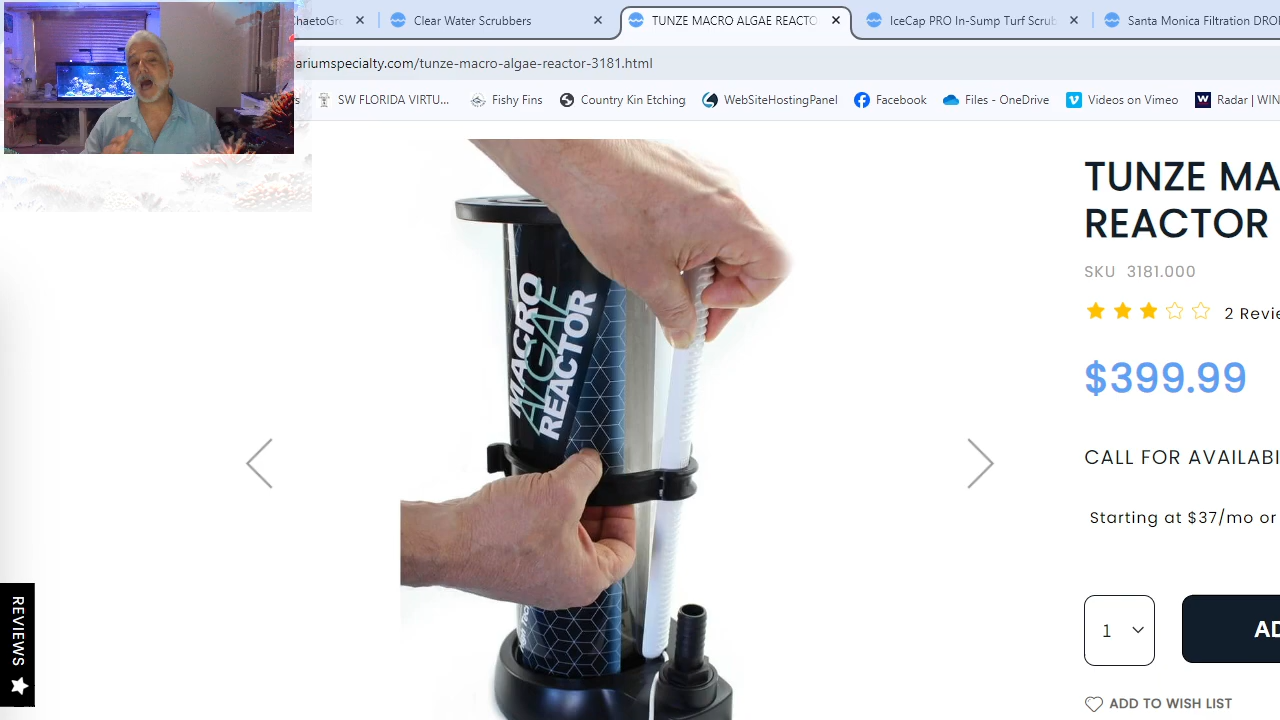 Clear Water Scrubbers
TUNZE MACRO ALGAE REACTO
IceCap PRO In-Sump Turf Scrub
Santa Monica Filtration DRO
ariumspecialty.com/tunze-macro-algae-reactor-3181.html
SW FLORIDA VIRTU...
Fishy Fins
Country Kin Etching
WebSiteHostingPanel
Facebook
Files - OneDrive
Videos on Vimeo
Radar | WIN
MACRO
ALGAE
REACTOR
TUNZE MA
REACTOR
SKU 3181.000
2 Revie
$399.99
CALL FOR AVAILABI
Starting at $37/mo or
1
AD
ADD TO WISH LIST
REVIEWS